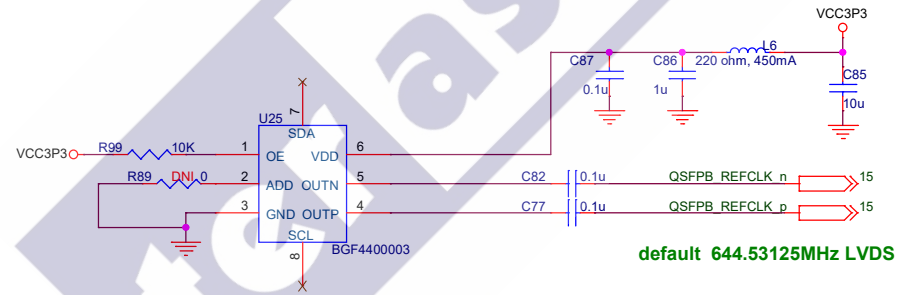 VCC3P3
L6
C87
C86
220 ohm, 450mA
C85
0.1u
1u
10u
7
U25
SDA
VCC3P3
R99
10K
1
OE
VDD
6
R89
DNI
0
2
ADD
OUTN
5
C82
0.1u
QSFPB_REFCLK_n
15
3
GND
OUTP
4
C77
0.1u
QSFPB_REFCLK_p
15
SCL
BGF4400003
8
default 644.53125MHz LVDS